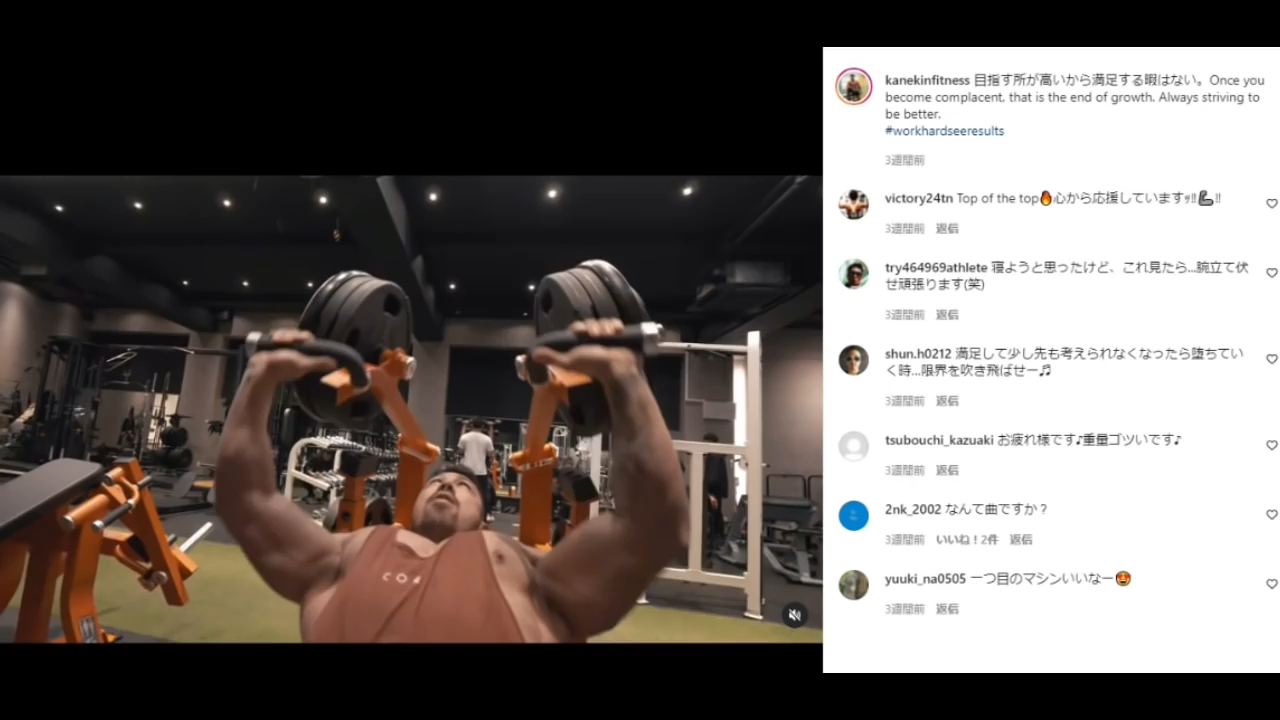 COR
kanekinfitness 目指す所が高いから満足する暇はない。Once you
become complacent, that is the end of growth. Always striving to
be better.
#workhardseeresults
3週間前
victory24tn Top of the top🔥心から応援していますｯ‼️💪‼️
3週間前 返信
try464969athlete 寝ようと思ったけど、これ見たら...腕立て伏
せ頑張ります(笑)
3週間前 返信
shun.h0212 満足して少し先も考えられなくなったら堕ちてい
く時...限界を吹き飛ばせー♫
3週間前 返信
tsubouchi_kazuaki お疲れ様です♪重量ゴツいです♪
3週間前 返信
2nk_2002 なんて曲ですか？
3週間前 いいね！2件 返信
yuuki_na0505 一つ目のマシンいいなー🤩
3週間前 返信